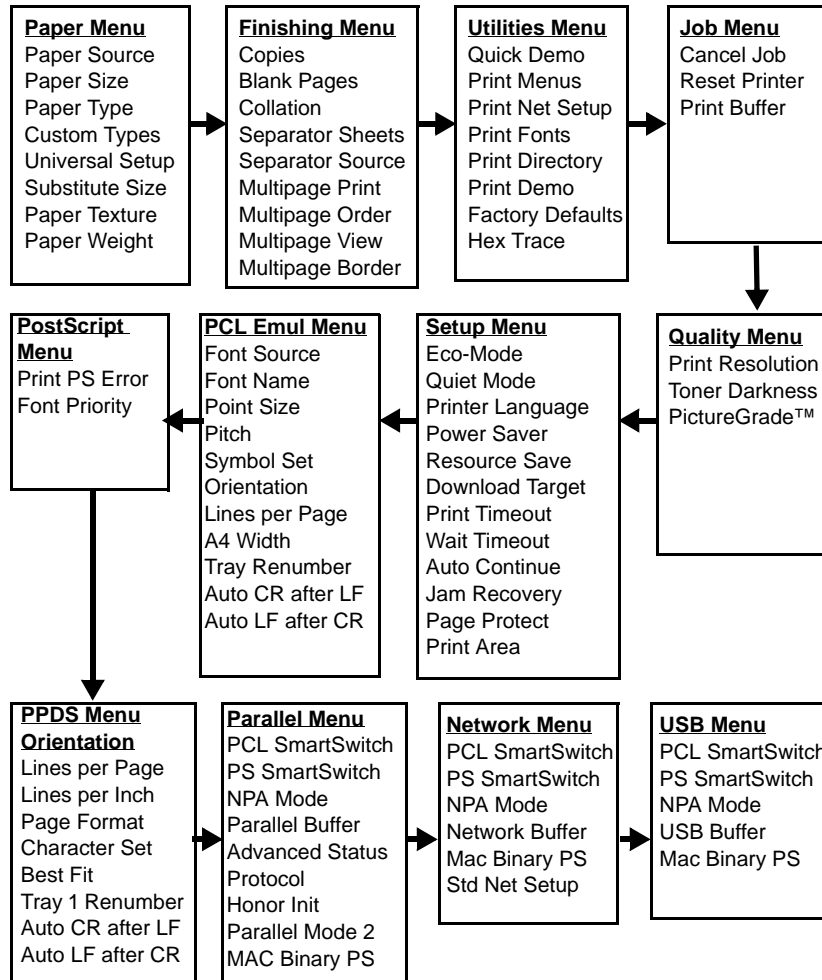 Paper Menu
Paper Source
Paper Size
Paper Type
Custom Types
Universal Setup
Substitute Size
Paper Texture
Paper Weight
Finishing Menu
Copies
Blank Pages
Collation
Separator Sheets
Separator Source
Multipage Print
Multipage Order
Multipage View
Multipage Border
Utilities Menu
Quick Demo
Print Menus
Print Net Setup
Print Fonts
Print Directory
Print Demo
Factory Defaults
Hex Trace
Job Menu
Cancel Job
Reset Printer
Print Buffer
Quality Menu
Print Resolution
Toner Darkness
PictureGrade™
Setup Menu
Eco-Mode
Quiet Mode
Printer Language
Power Saver
Resource Save
Download Target
Print Timeout
Wait Timeout
Auto Continue
Jam Recovery
Page Protect
Print Area
PCL Emul Menu
Font Source
Font Name
Point Size
Pitch
Symbol Set
Orientation
Lines per Page
A4 Width
Tray Renumber
Auto CR after LF
Auto LF after CR
PostScript
Menu
Print PS Error
Font Priority
PPDS Menu
Orientation
Lines per Page
Lines per Inch
Page Format
Character Set
Best Fit
Tray 1 Renumber
Auto CR after LF
Auto LF after CR
Parallel Menu
PCL SmartSwitch
PS SmartSwitch
NPA Mode
Parallel Buffer
Advanced Status
Protocol
Honor Init
Parallel Mode 2
MAC Binary PS
Network Menu
PCL SmartSwitch
PS SmartSwitch
NPA Mode
Network Buffer
Mac Binary PS
Std Net Setup
USB Menu
PCL SmartSwitch
PS SmartSwitch
NPA Mode
USB Buffer
Mac Binary PS